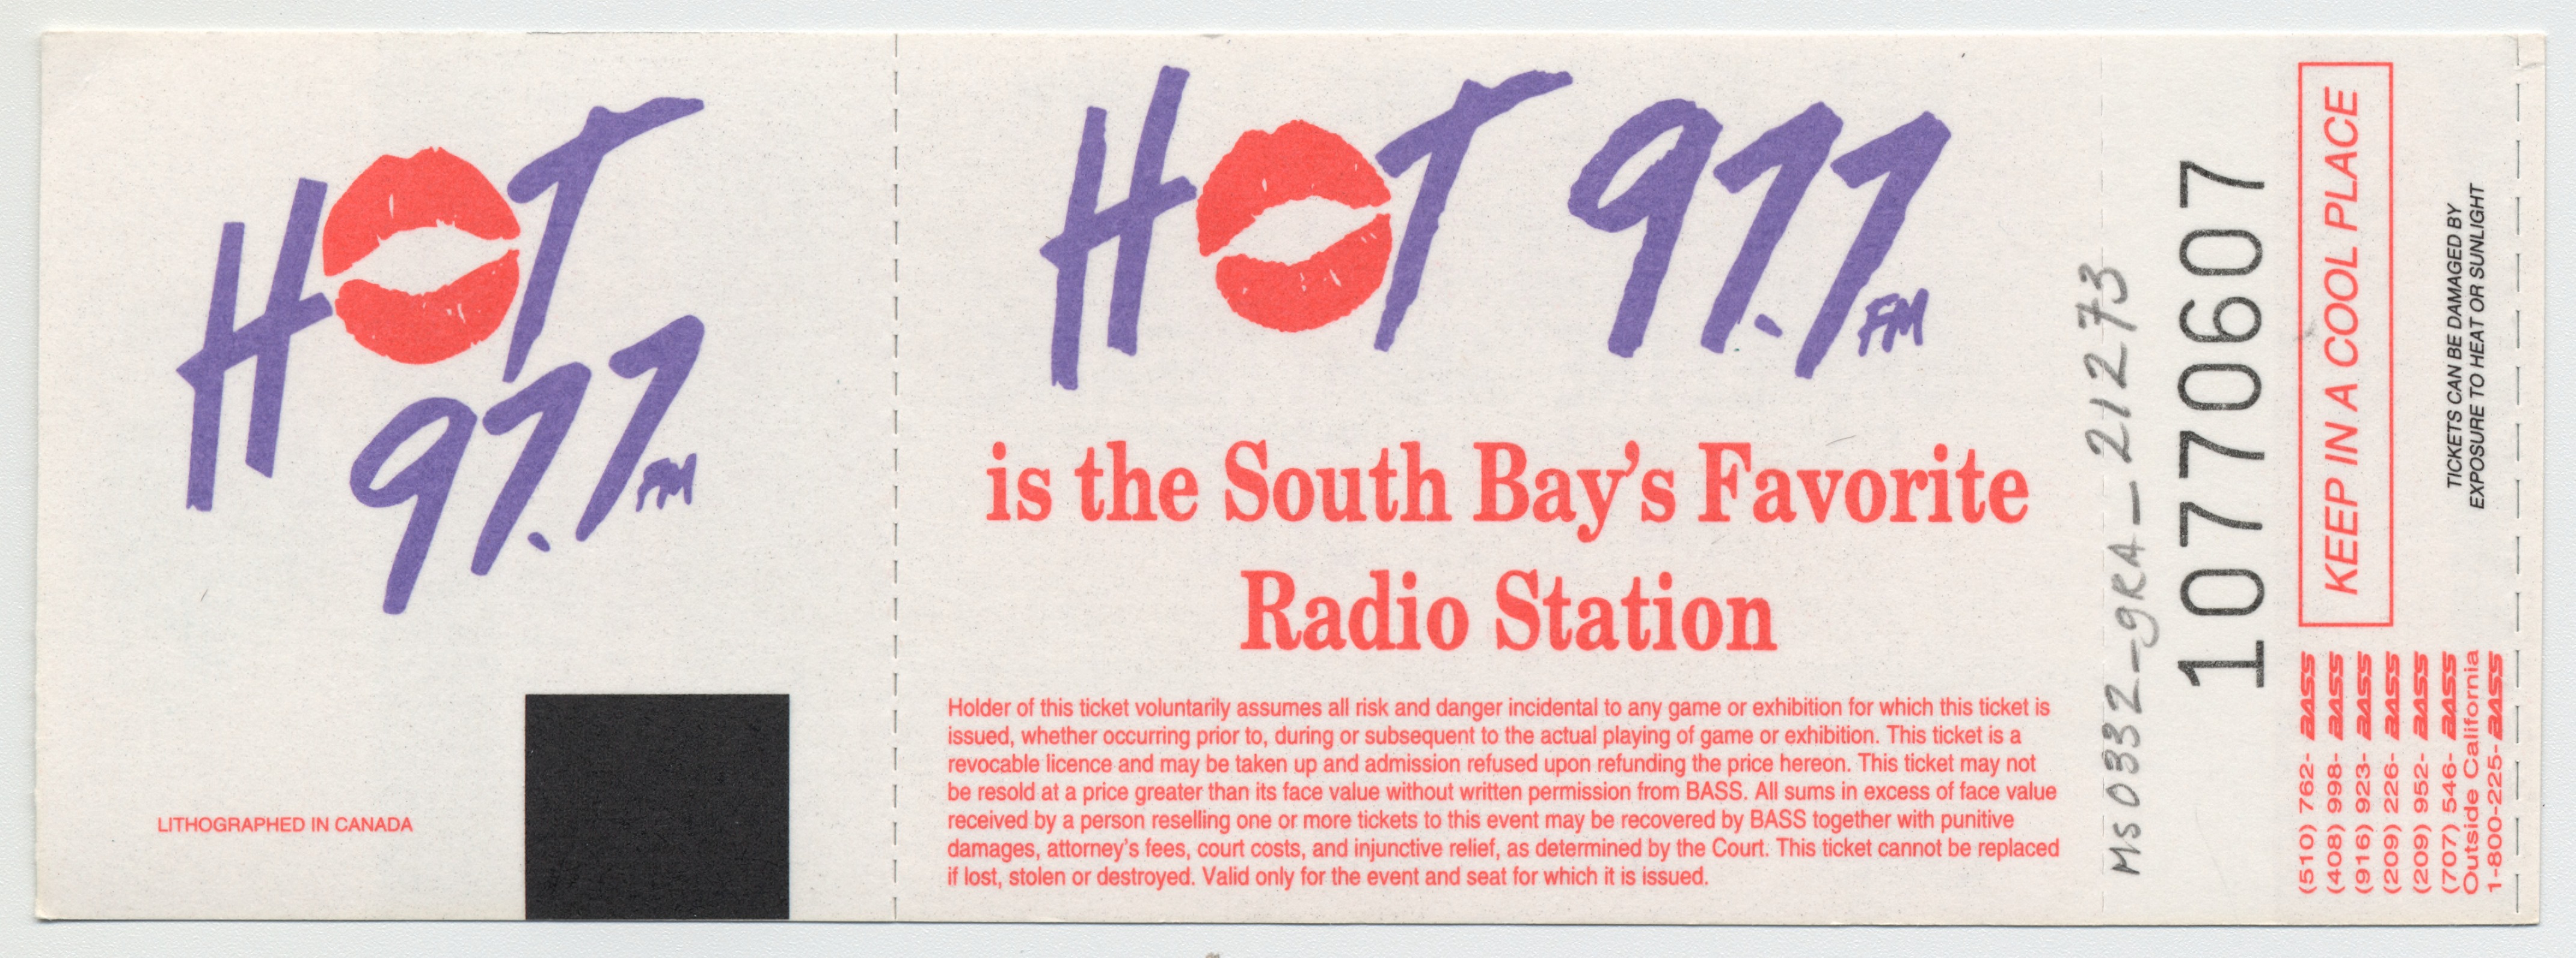 HOT
97.7 FM
LITHOGRAPHED IN CANADA
HOT 97.7 FM
is the South Bay's Favorite
Radio Station
Holder of this ticket voluntarily assumes all risk and danger incidental to any game or exhibition for which this ticket is
issued, whether occurring prior to, during or subsequent to the actual playing of game or exhibition. This ticket is a
revocable licence and may be taken up and admission refused upon refunding the price hereon. This ticket may not
be resold at a price greater than its face value without written permission from BASS. All sums in excess of face value
received by a person reselling one or more tickets to this event may be recovered by BASS together with punitive
damages, attorney's fees, court costs, and injunctive relief, as determined by the Court. This ticket cannot be replaced
if lost, stolen or destroyed. Valid only for the event and seat for which it is issued.
MS0332_gRA_21273
10770607
KEEP IN A COOL PLACE
(510) 762-BASS
(408) 998-BASS
(916) 923-BASS
(209) 226-BASS
(209) 952-BASS
(707) 546-BASS
Outside California
1-800-225-BASS
TICKETS CAN BE DAMAGED BY
EXPOSURE TO HEAT OR SUNLIGHT